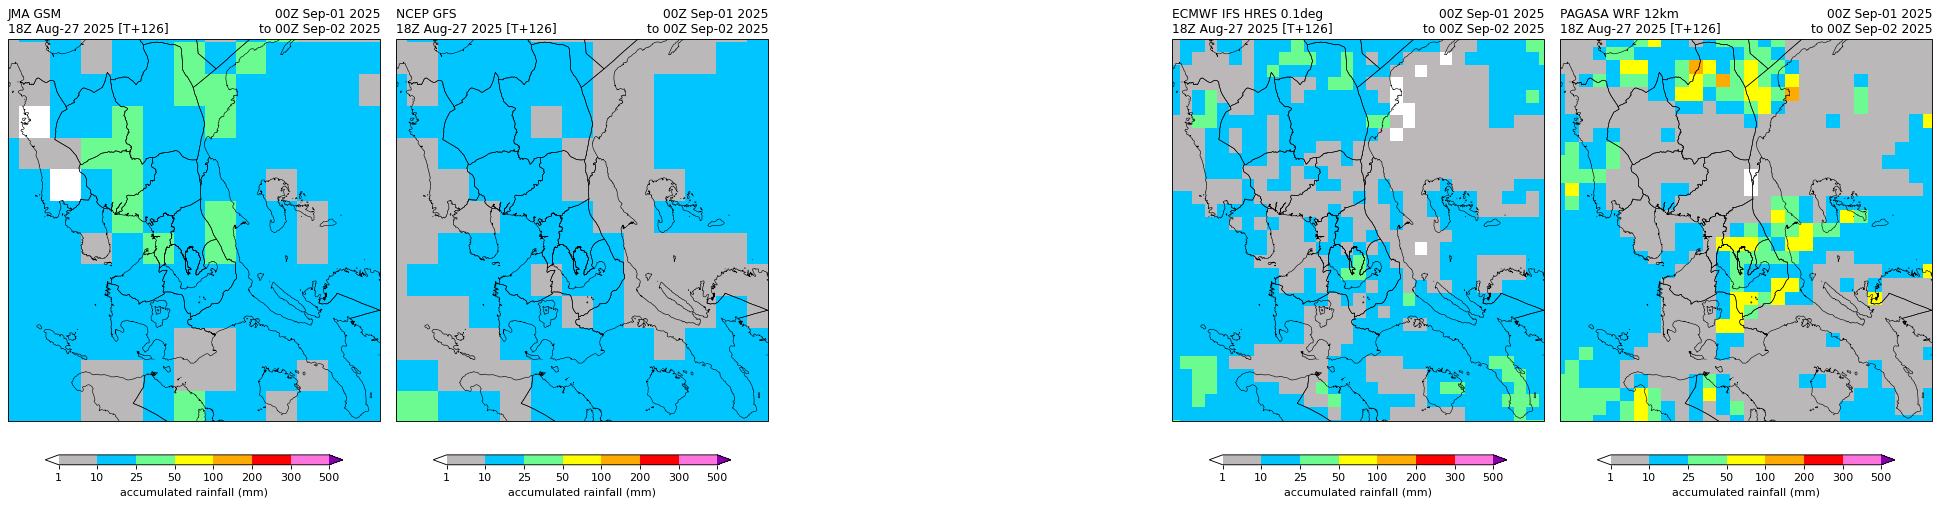 JMA GSM 00Z Sep-01 2025
18Z Aug-27 2025 [T+126] to 00Z Sep-02 2025
1 10 25 50 100 200 300 500
accumulated rainfall (mm)
NCEP GFS 00Z Sep-01 2025
18Z Aug-27 2025 [T+126] to 00Z Sep-02 2025
1 10 25 50 100 200 300 500
accumulated rainfall (mm)
ECMWF IFS HRES 0.1deg 00Z Sep-01 2025
18Z Aug-27 2025 [T+126] to 00Z Sep-02 2025
1 10 25 50 100 200 300 500
accumulated rainfall (mm)
PAGASA WRF 12km 00Z Sep-01 2025
18Z Aug-27 2025 [T+126] to 00Z Sep-02 2025
1 10 25 50 100 200 300 500
accumulated rainfall (mm)